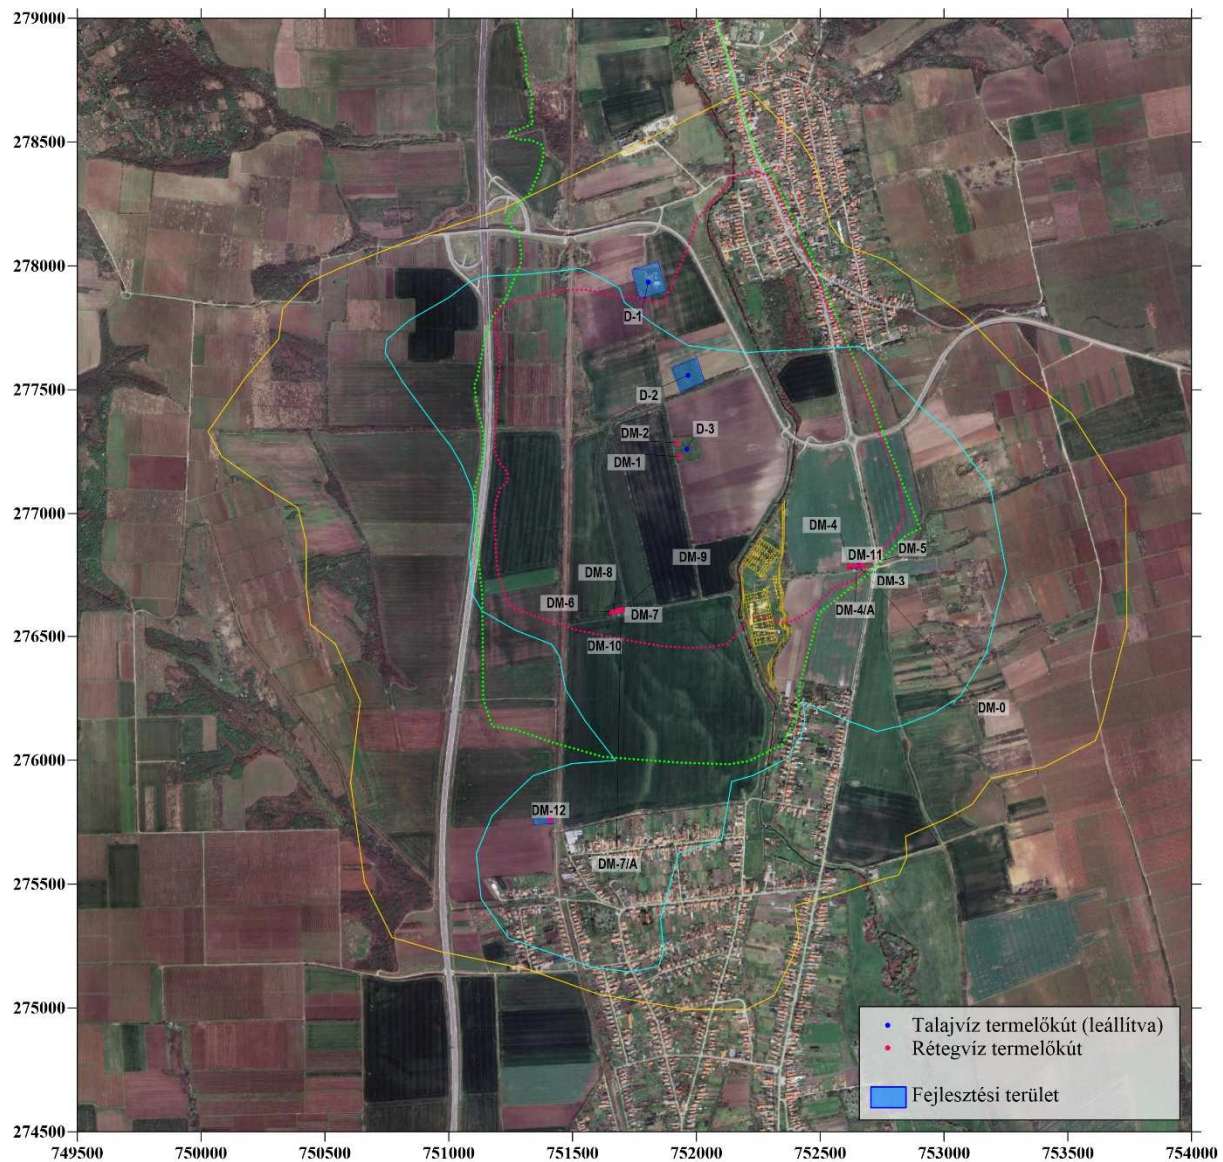 279000
278500
278000
277500
277000
276500
276000
275500
275000
274500
D-1
D-2
D-3
DM-2
DM-1
DM-4
DM-11
DM-5
DM-9
DM-8
DM-3
DM-6
DM-7
DM-4/A
DM-10
DM-0
DM-12
DM-7/A
Talajvíz termelőkút (leállítva)
Rétegvíz termelőkút
Fejlesztési terület
749500 750000 750500 751000 751500 752000 752500 753000 753500 754000